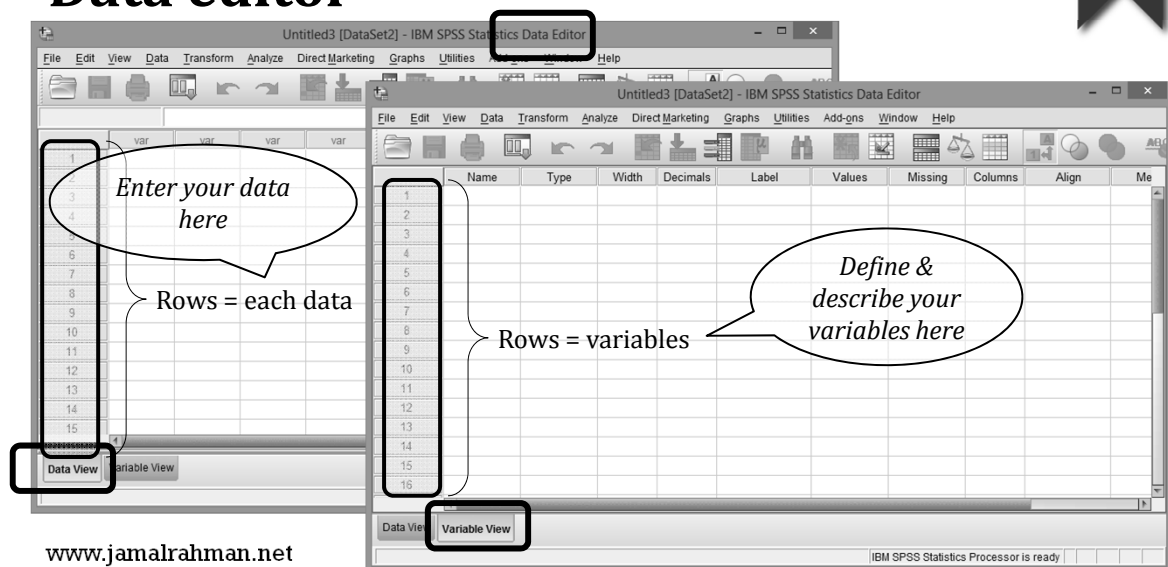 Data editor
Untitled3 [DataSet2] - IBM SPSS Statistics Data Editor
File Edit View Data Transform Analyze Direct Marketing Graphs Utilities Add-ons Window Help
var var var var
1
2
3
4
5
6
7
8
9
10
11
12
13
14
15
Enter your data
here
Rows = each data
Data View Variable View
Untitled3 [DataSet2] - IBM SPSS Statistics Data Editor
File Edit View Data Transform Analyze Direct Marketing Graphs Utilities Add-ons Window Help
Name Type Width Decimals Label Values Missing Columns Align Me
1
2
3
4
5
6
7
8
9
10
11
12
13
14
15
16
Define &
describe your
variables here
Rows = variables
Data View Variable View
IBM SPSS Statistics Processor is ready
www.jamalrahman.net